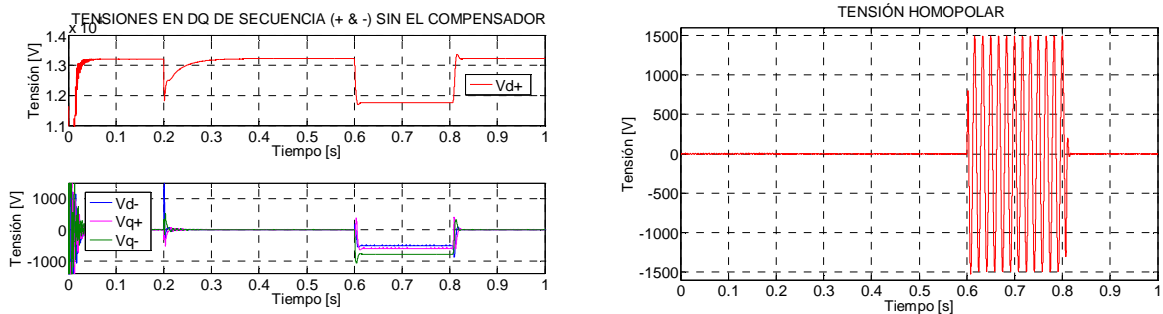 TENSIONES EN DQ DE SECUENCIA (+ & -) SIN EL COMPENSADOR
Tensión [V]
1.4
1.3
1.2
1.1
Vd+
0 0.1 0.2 0.3 0.4 0.5 0.6 0.7 0.8 0.9 1
Tiempo [s]
Tensión [V]
1000
0
-1000
Vd-
Vq+
Vq-
0 0.1 0.2 0.3 0.4 0.5 0.6 0.7 0.8 0.9 1
Tiempo [s]
TENSIÓN HOMOPOLAR
Tensión [V]
1500
1000
500
0
-500
-1000
-1500
0 0.1 0.2 0.3 0.4 0.5 0.6 0.7 0.8 0.9 1
Tiempo [s]